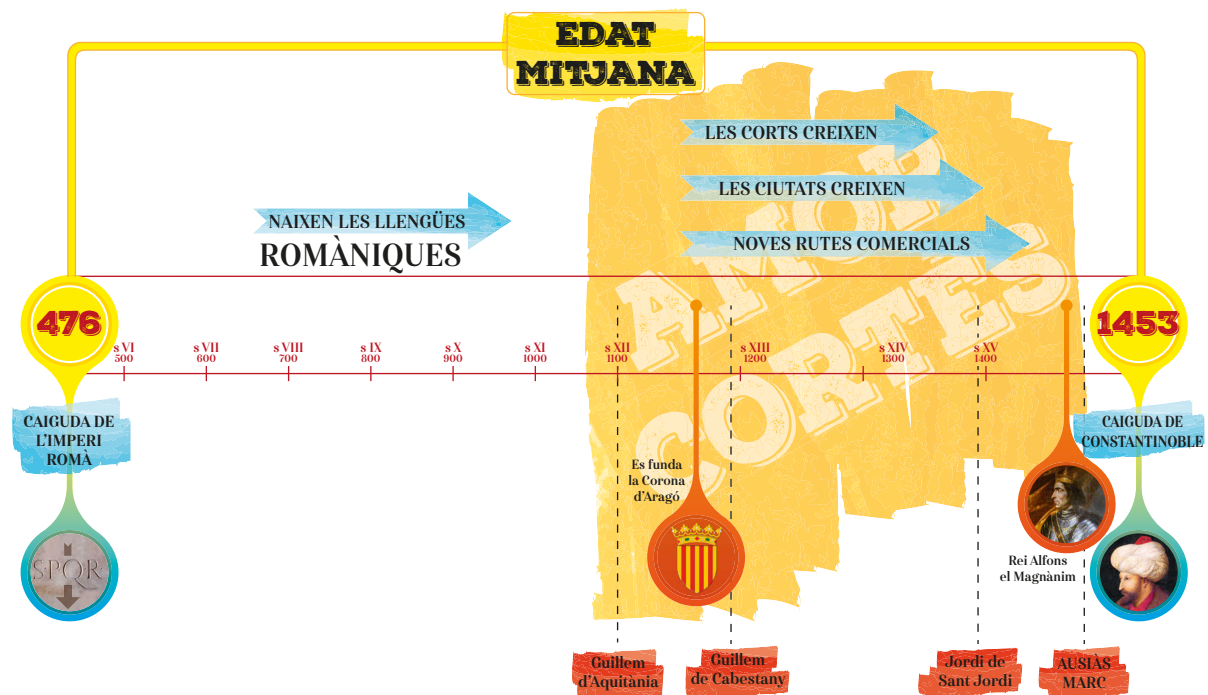 EDAT
MITJANA
LES CORTS CREIXEN
LES CIUTATS CREIXEN
NOVES RUTES COMERCIALS
NAIXEN LES LLENGÜES
ROMÀNIQUES
AMOR
CORTES
476
1453
s VI
500
s VII
600
s VIII
700
s IX
800
s X
900
s XI
1000
s XII
1100
s XIII
1200
s XIV
1300
s XV
1400
CAIGUDA DE
L'IMPERI
ROMÀ
SPQR
Es funda
la Corona
d'Aragó
Rei Alfons
el Magnànim
CAIGUDA DE
CONSTANTINOBLE
Guillem
d'Aquitània
Guillem
de Cabestany
Jordi de
Sant Jordi
AUSIÀS
MARC